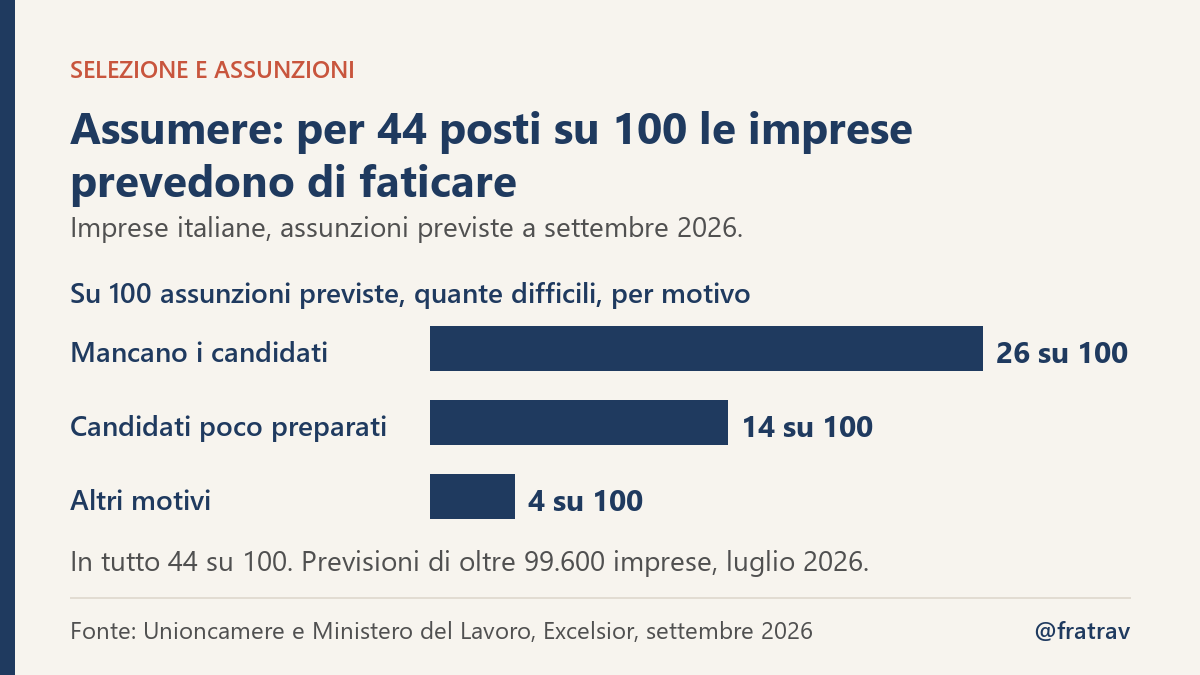 SELEZIONE E ASSUNZIONI
Assumere: per 44 posti su 100 le imprese
prevedono di faticare
Imprese italiane, assunzioni previste a settembre 2026.
Su 100 assunzioni previste, quante difficili, per motivo
Mancano i candidati 26 su 100
Candidati poco preparati 14 su 100
Altri motivi 4 su 100
In tutto 44 su 100. Previsioni di oltre 99.600 imprese, luglio 2026.
Fonte: Unioncamere e Ministero del Lavoro, Excelsior, settembre 2026 @fratrav